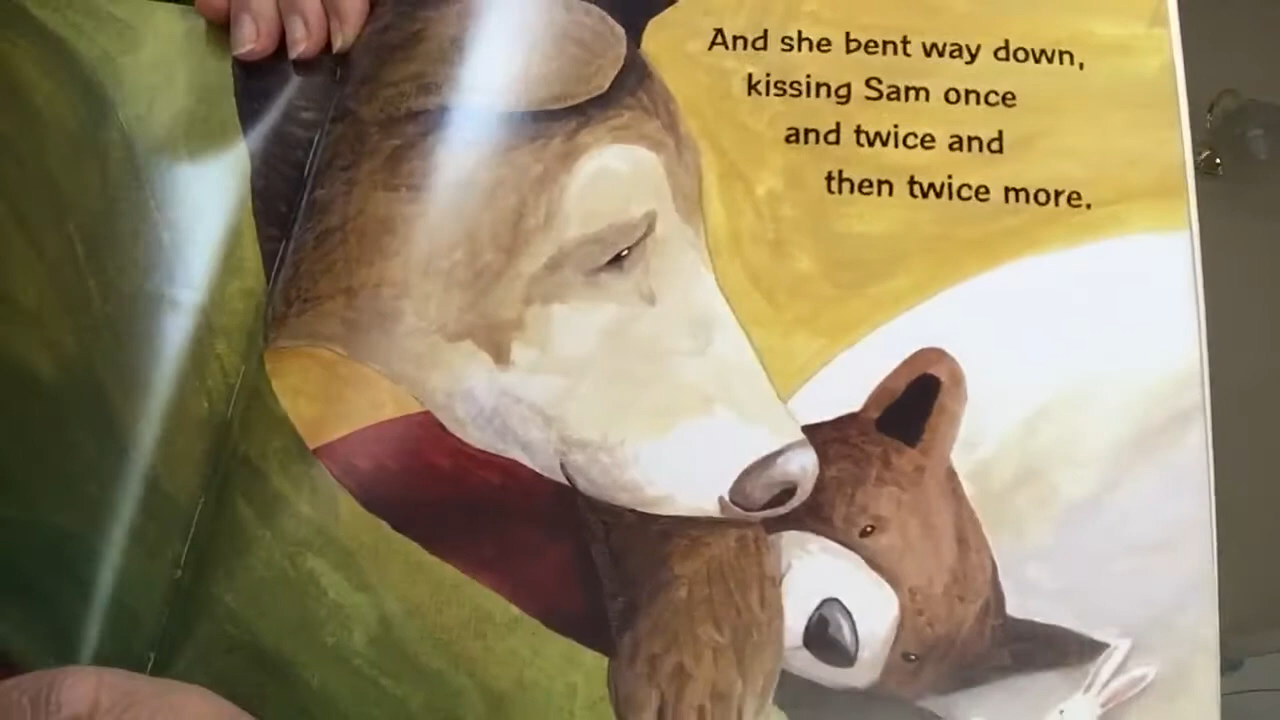 And she bent way down,
kissing Sam once
and twice and
then twice more.